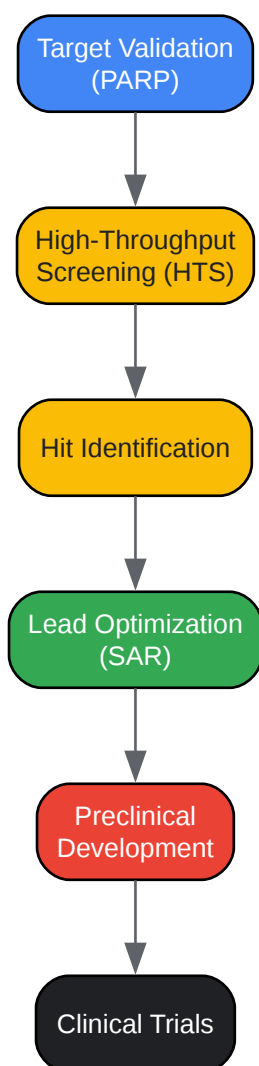 Target Validation
(PARP)
High-Throughput
Screening (HTS)
Hit Identification
Lead Optimization
(SAR)
Preclinical
Development
Clinical Trials